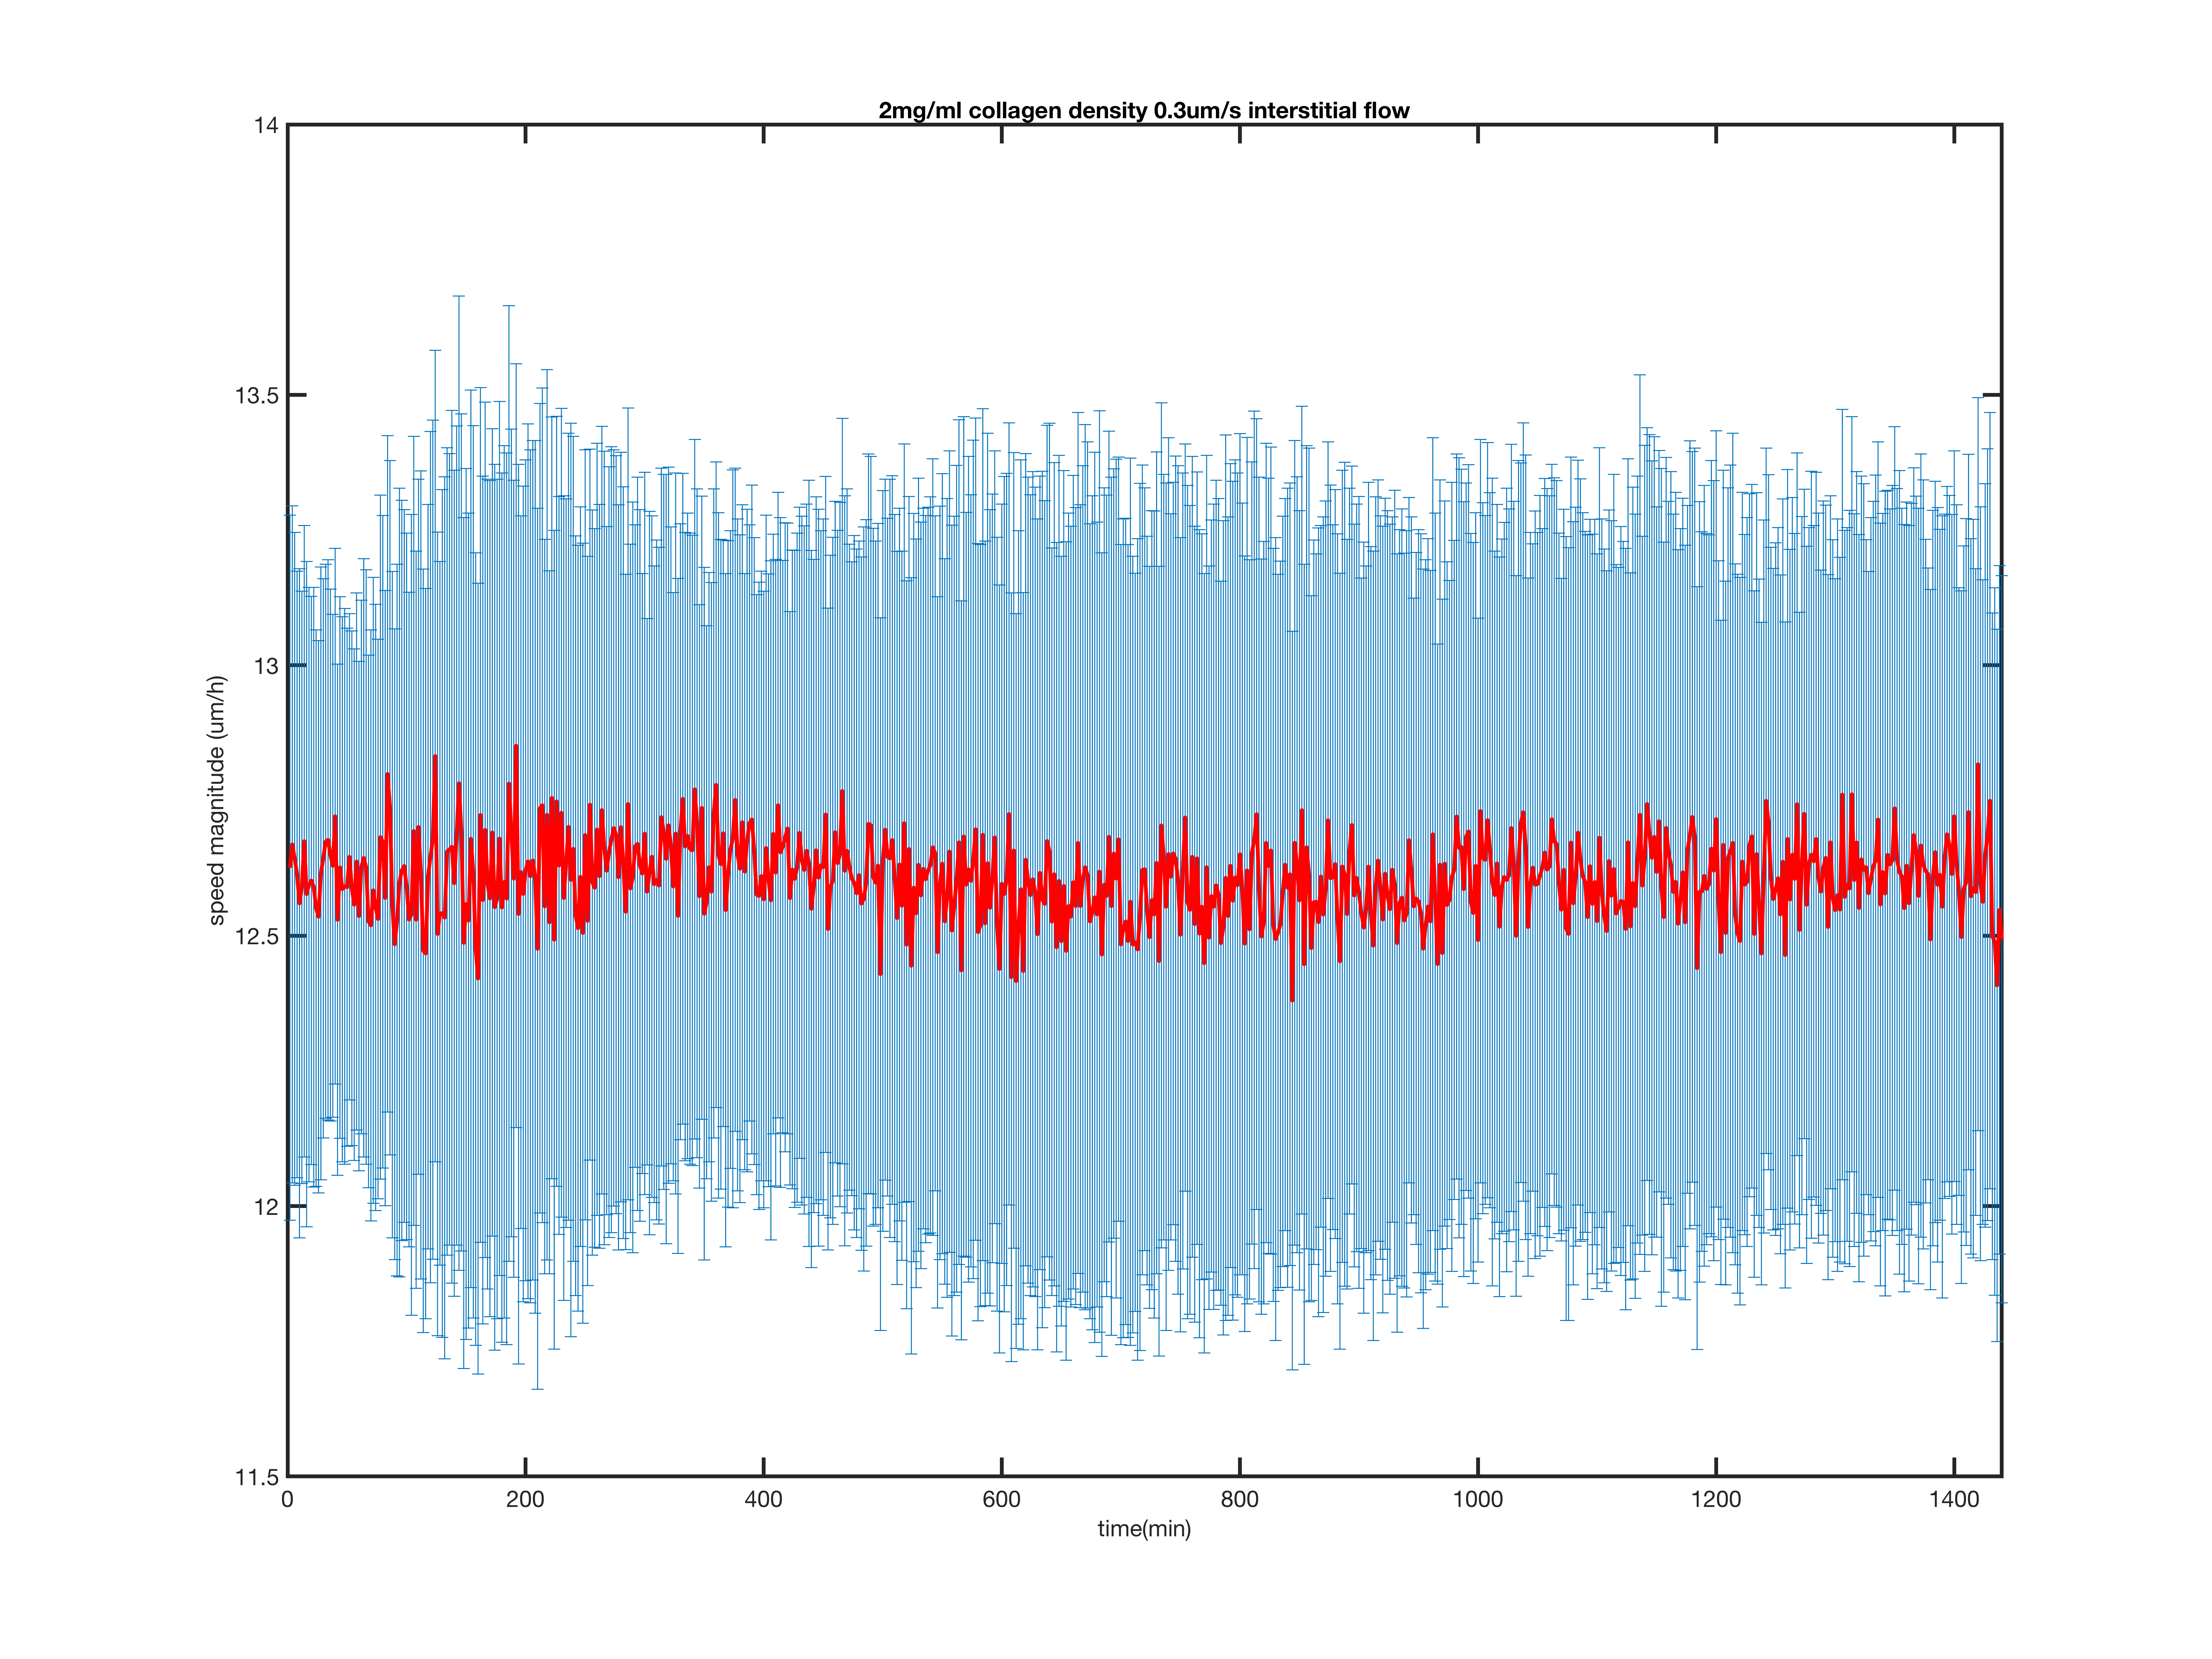 2mg/ml collagen density 0.3um/s interstitial flow
14
13.5
13
12.5
12
11.5
speed magnitude (um/h)
0 200 400 600 800 1000 1200 1400
time(min)